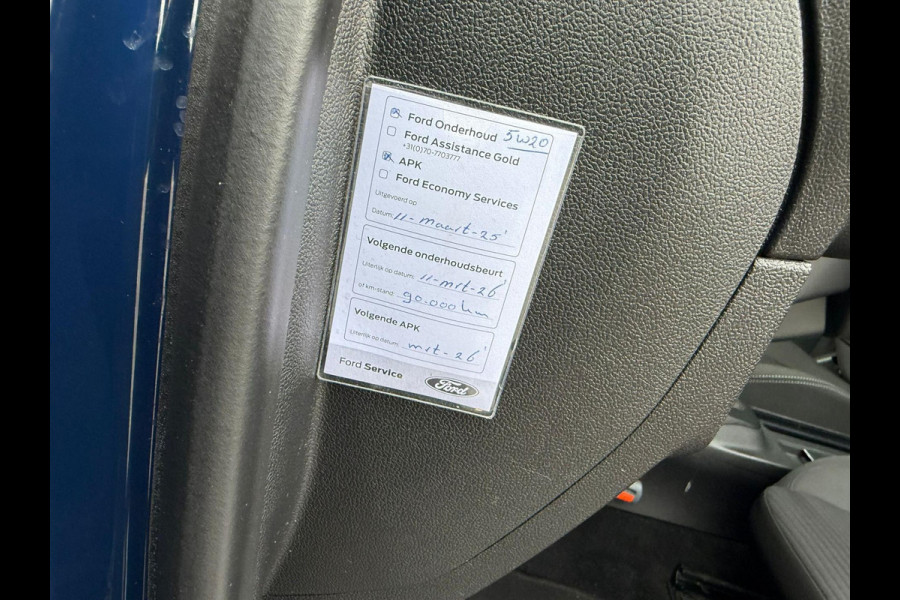 Ford Onderhoud 5W20
Ford Assistance Gold
+31(0)70-7703777
APK
Ford Economy Services
Uitgevoerd op
Datum: 11-maart-25'
Volgende onderhoudsbeurt
Uiterlijk op datum: 11-mrt-26'
of km-stand: 90.000km
Volgende APK
Uiterlijk op datum: mrt-26'
Ford Service
Ford